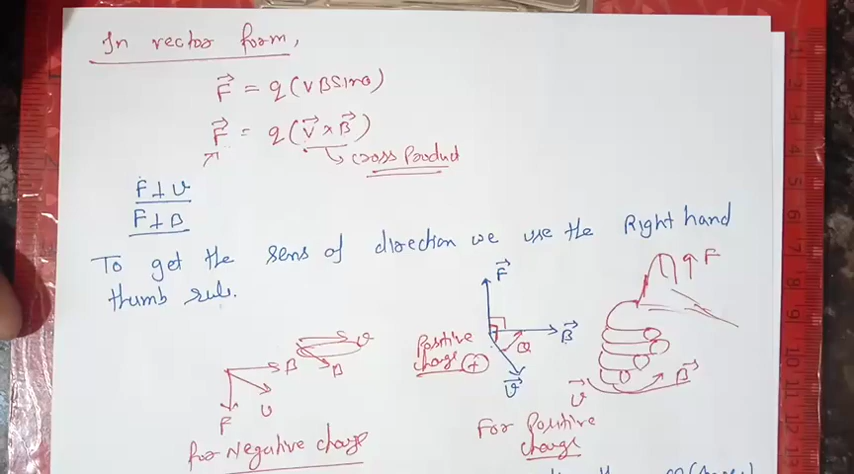 In vector form,
F⃗ = q(VBSinθ)
F⃗ = q(V⃗ x B⃗)
cross Product
F⊥v
F⊥B
To get the sens of direction we use the Right hand
thumb rule.
F⃗
F
Positive
charge +
B⃗
θ
V⃗
v
B
B
F
v
v⃗
B⃗
For Negative charge
For Positive
charge